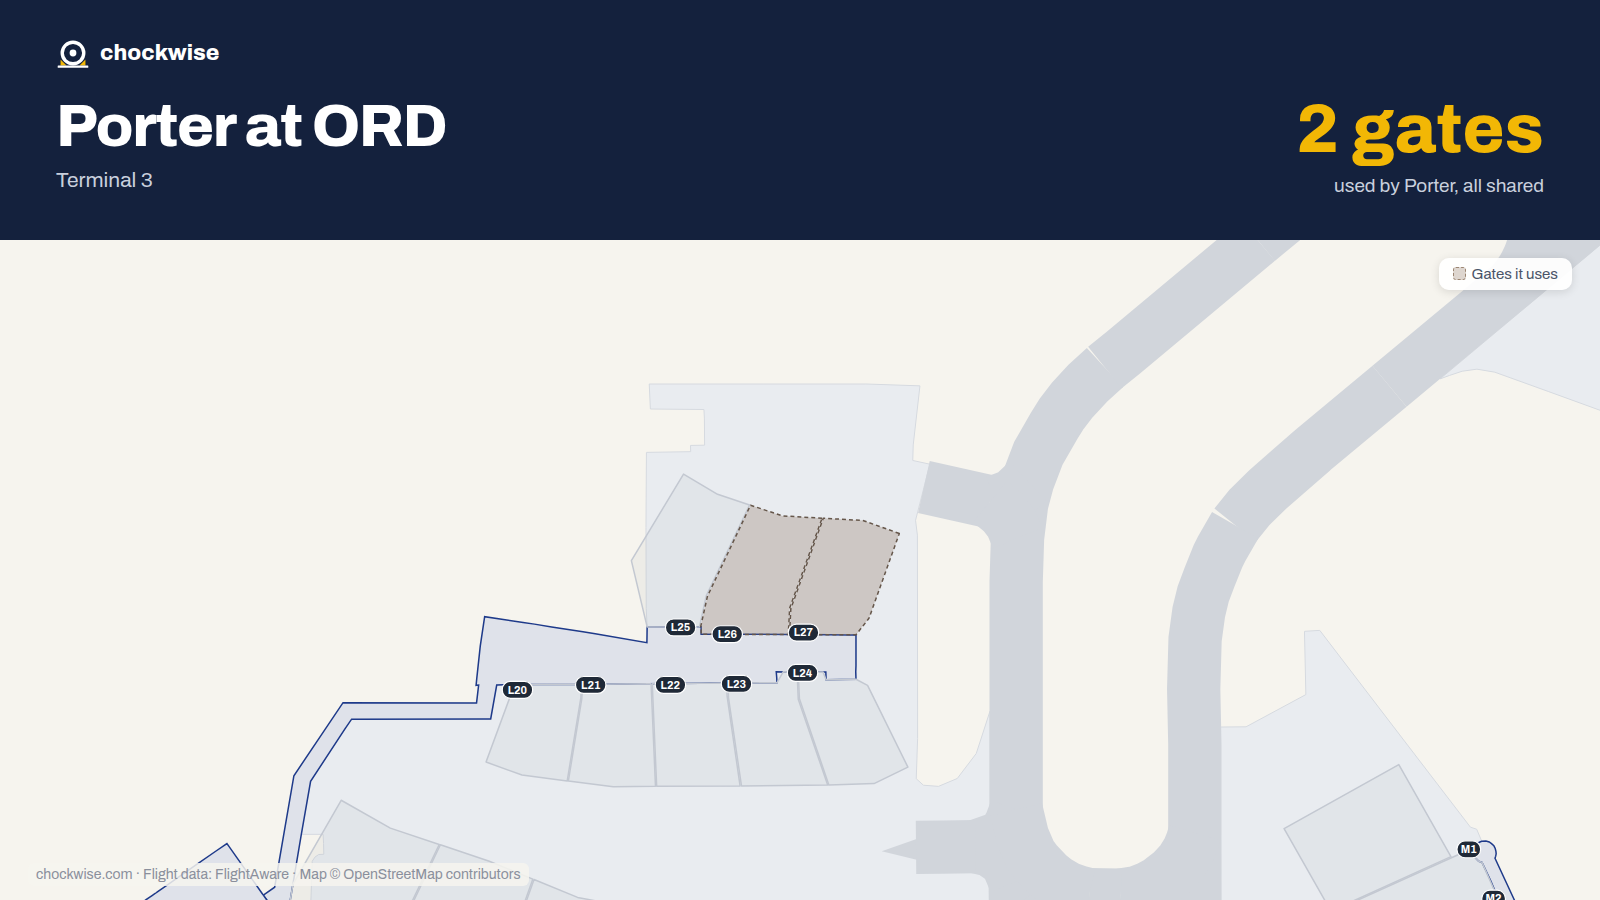 chockwise
Porter at ORD
Terminal 3
2 gates
used by Porter, all shared
Gates it uses
L25
L26
L27
L20
L21
L22
L23
L24
M1
M2
chockwise.com · Flight data: FlightAware · Map © OpenStreetMap contributors